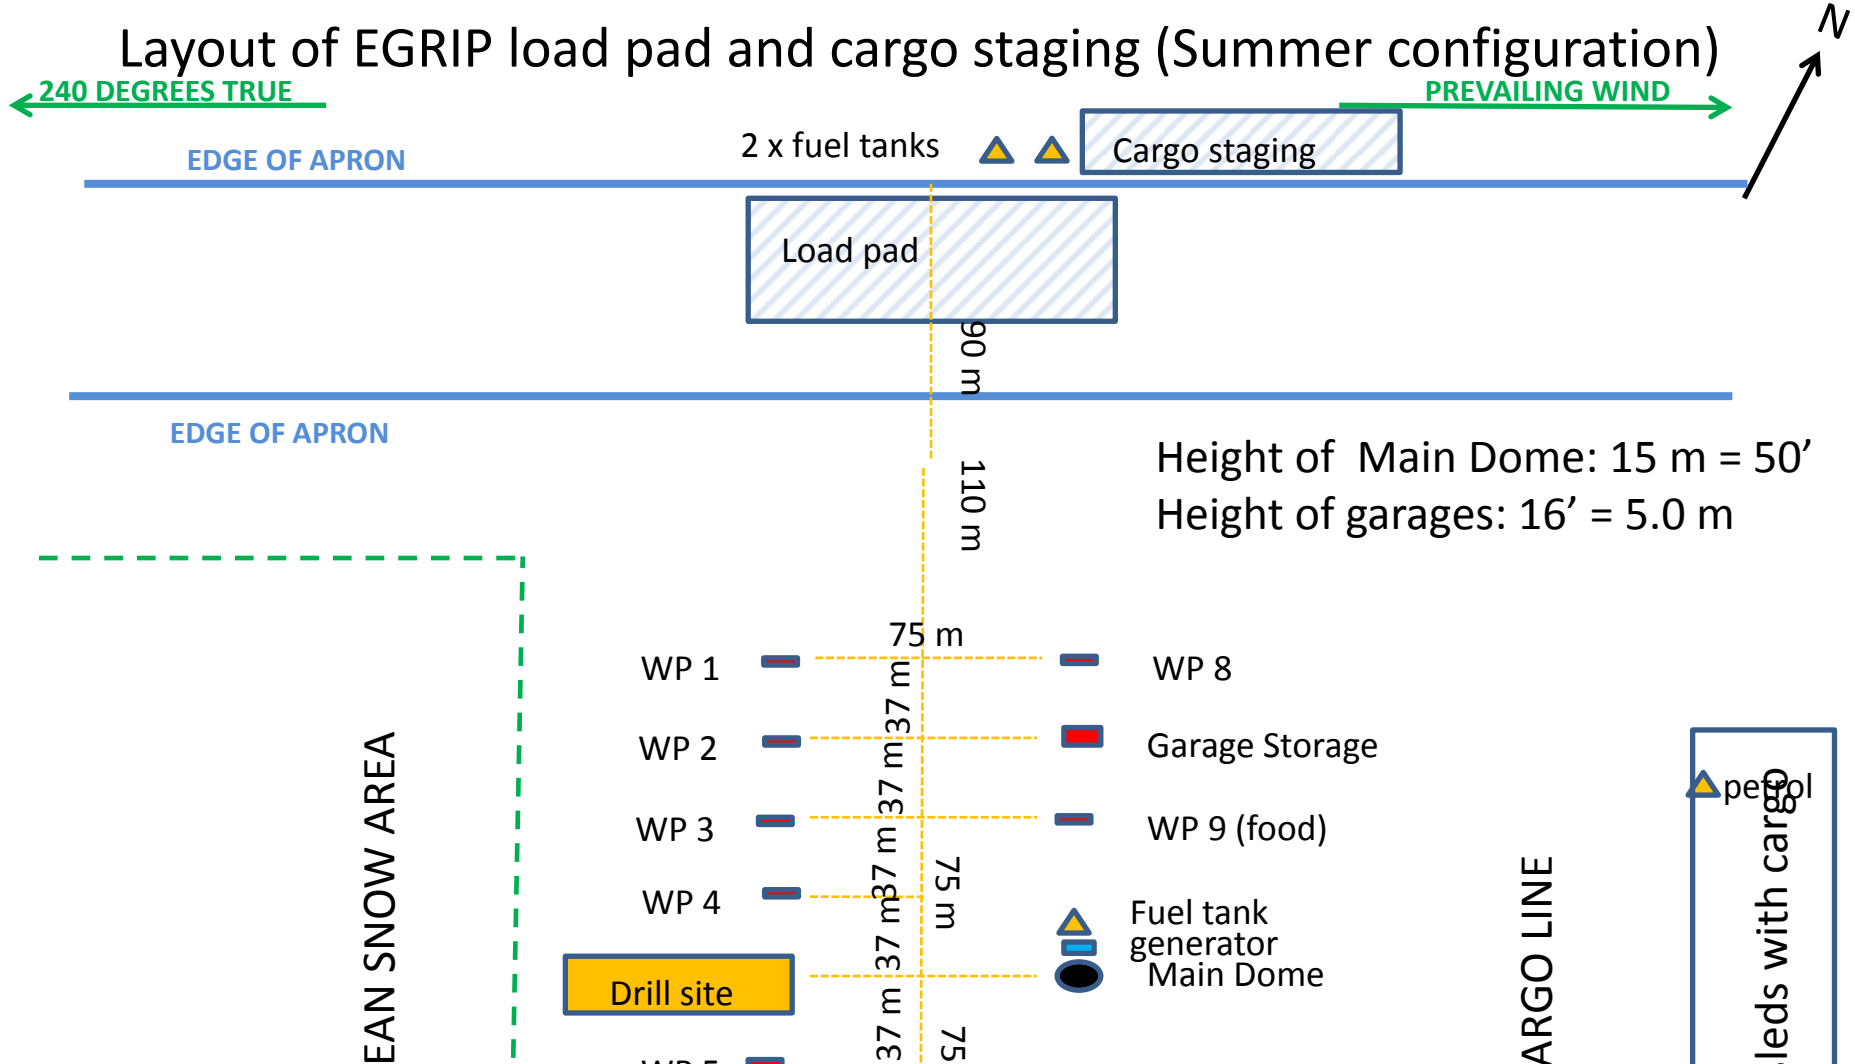 Layout of EGRIP load pad and cargo staging (Summer configuration)
N
240 DEGREES TRUE
PREVAILING WIND
EDGE OF APRON
2 x fuel tanks
Cargo staging
Load pad
90 m
EDGE OF APRON
110 m
Height of Main Dome: 15 m = 50’
Height of garages: 16’ = 5.0 m
75 m
WP 1
37 m
WP 8
WP 2
37 m
Garage Storage
petrol
WP 3
37 m
WP 9 (food)
WP 4
37 m
75 m
Fuel tank
generator
Main Dome
Drill site
37 m
75
EAN SNOW AREA
ARGO LINE
leds with cargo